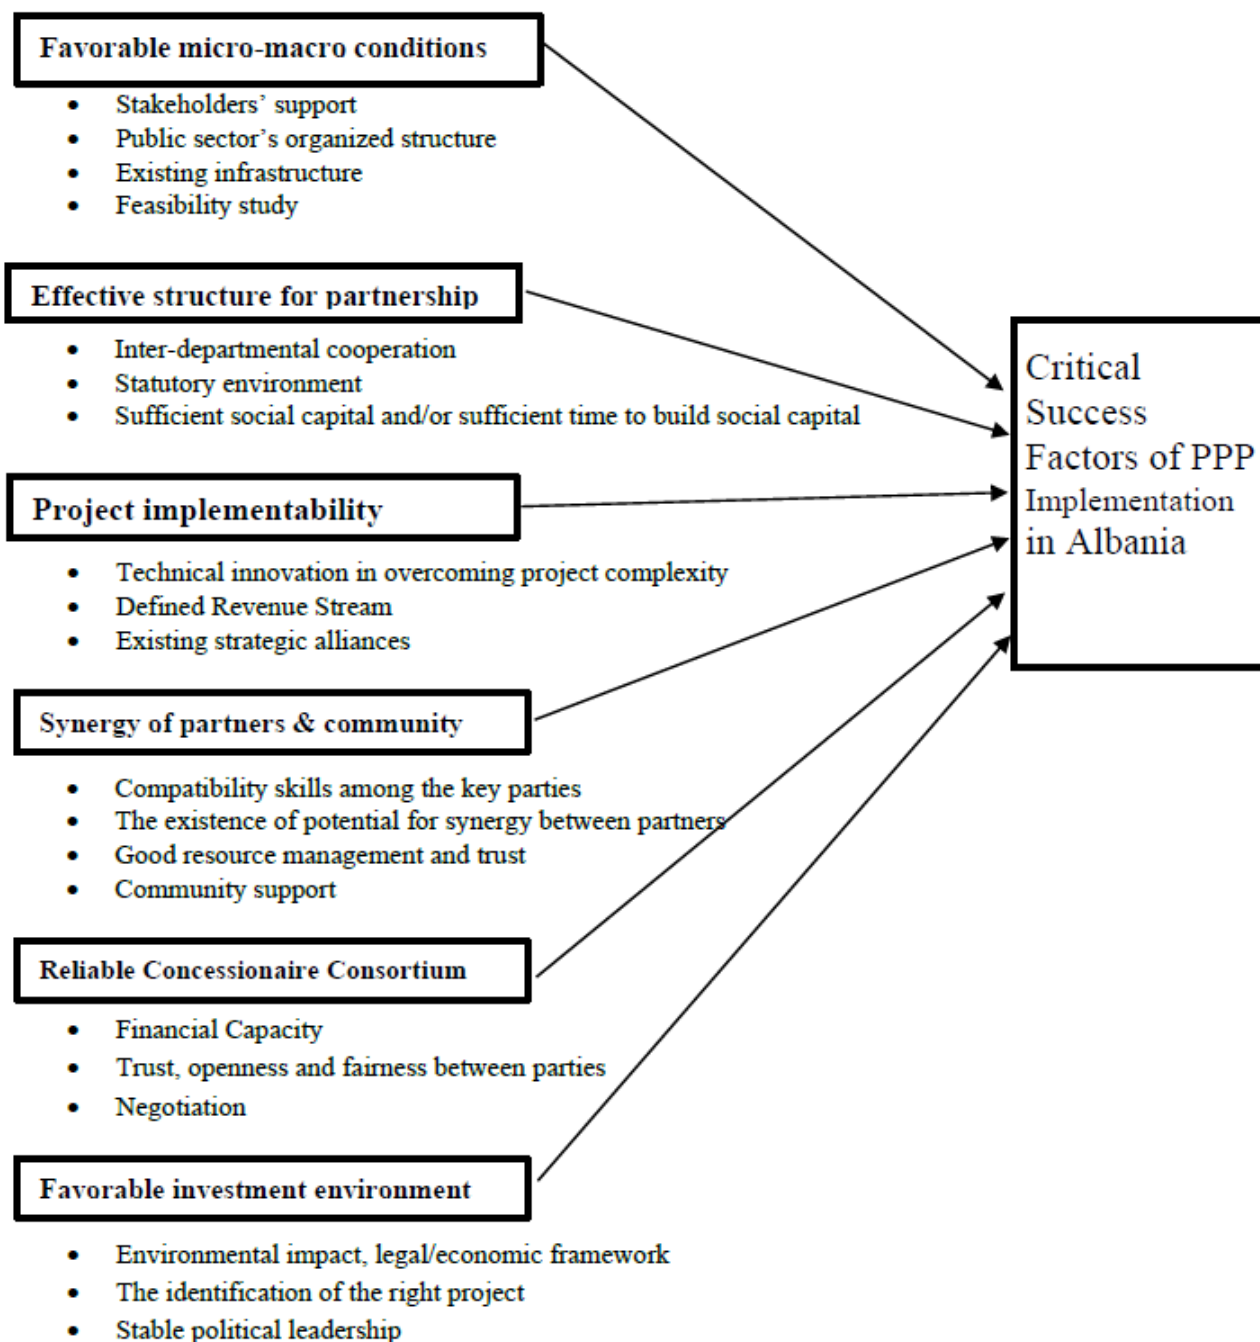 Favorable micro-macro conditions
• Stakeholders’ support
• Public sector’s organized structure
• Existing infrastructure
• Feasibility study
Effective structure for partnership
• Inter-departmental cooperation
• Statutory environment
• Sufficient social capital and/or sufficient time to build social capital
Project implementability
• Technical innovation in overcoming project complexity
• Defined Revenue Stream
• Existing strategic alliances
Synergy of partners & community
• Compatibility skills among the key parties
• The existence of potential for synergy between partners
• Good resource management and trust
• Community support
Reliable Concessionaire Consortium
• Financial Capacity
• Trust, openness and fairness between parties
• Negotiation
Favorable investment environment
• Environmental impact, legal/economic framework
• The identification of the right project
• Stable political leadership
Critical
Success
Factors of PPP
Implementation
in Albania